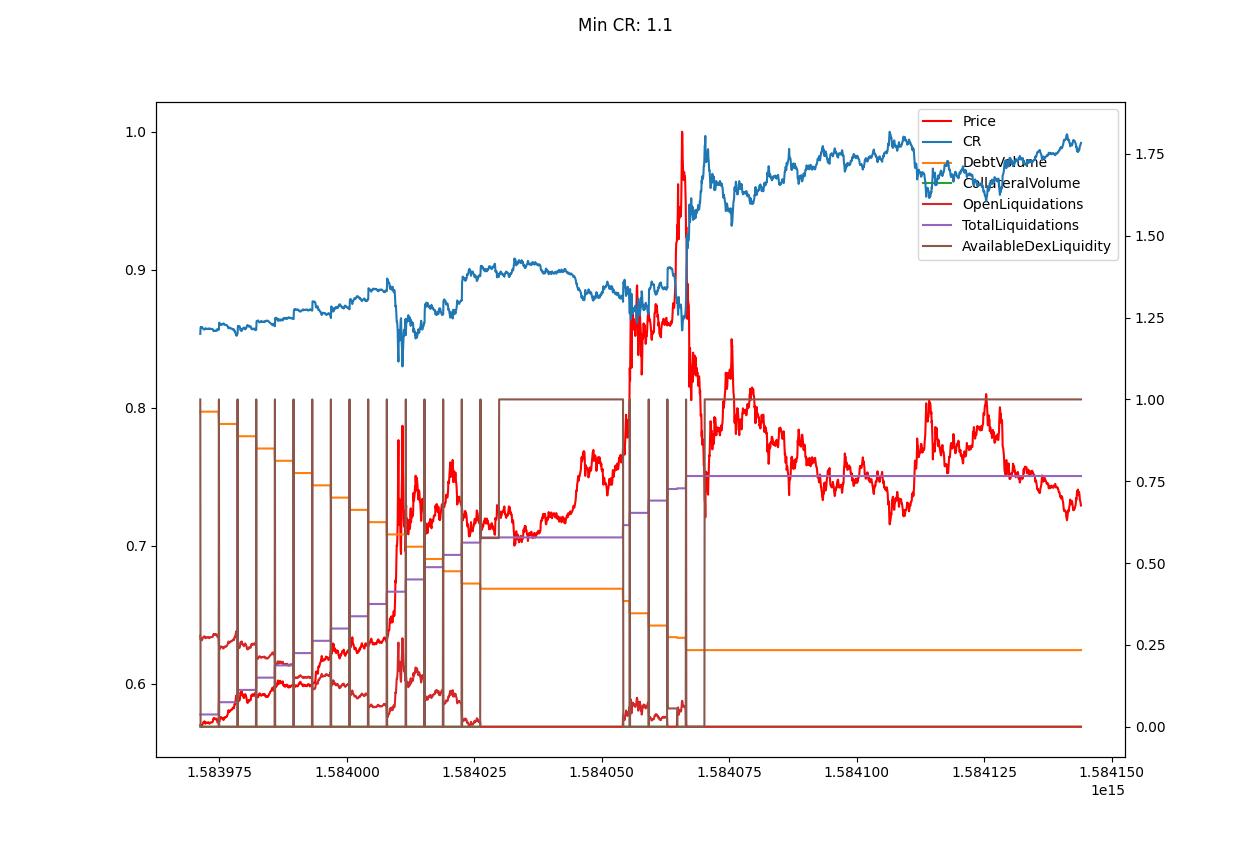 Min CR: 1.1
1.0
0.9
0.8
0.7
0.6
Price
CR
DebtVolume
CollateralVolume
OpenLiquidations
TotalLiquidations
AvailableDexLiquidity
1.75
1.50
1.25
1.00
0.75
0.50
0.25
0.00
1.583975
1.584000
1.584025
1.584050
1.584075
1.584100
1.584125
1.584150
1e15